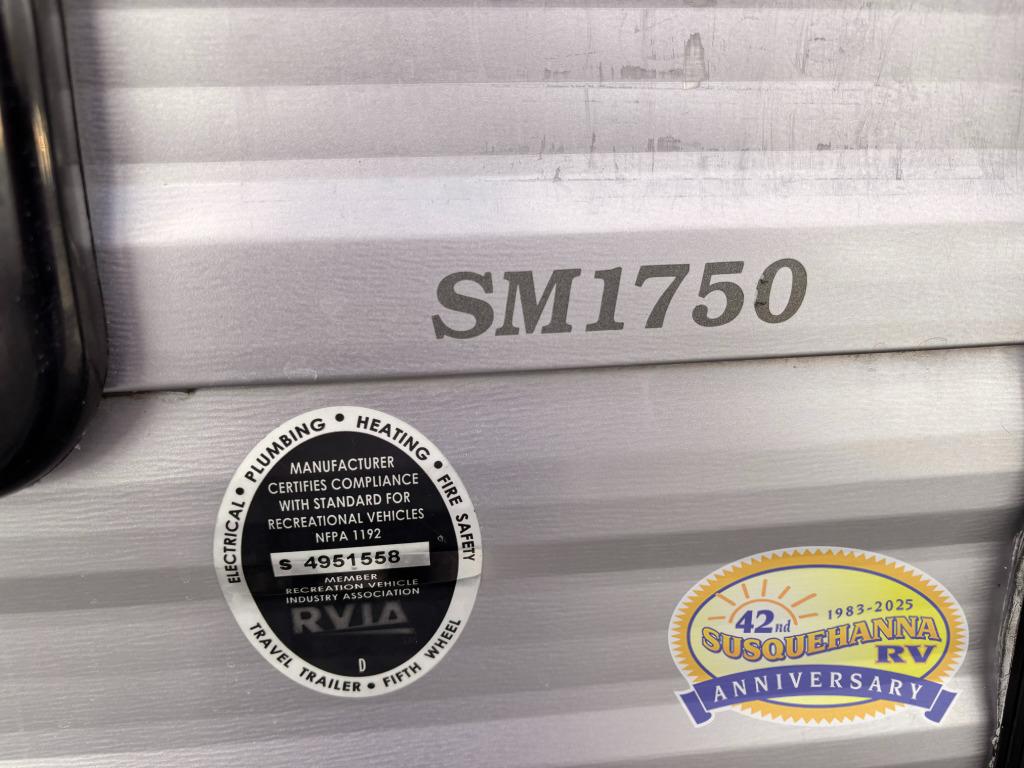 SM1750
ELECTRICAL • PLUMBING • HEATING • FIRE SAFETY
MANUFACTURER
CERTIFIES COMPLIANCE
WITH STANDARD FOR
RECREATIONAL VEHICLES
NFPA 1192
S 4951558
MEMBER
RECREATION VEHICLE
INDUSTRY ASSOCIATION
RVIA
D
TRAVEL TRAILER • FIFTH WHEEL
42nd 1983-2025
SUSQUEHANNA
RV
ANNIVERSARY